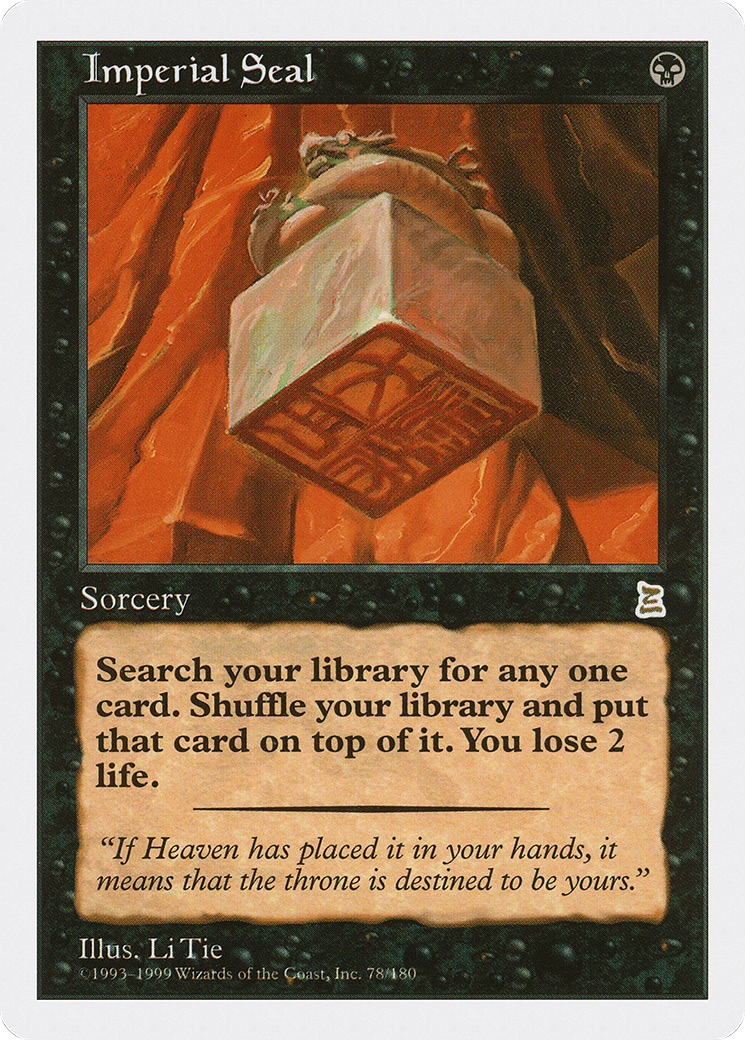 Imperial Seal
Sorcery
Search your library for any one
card. Shuffle your library and put
that card on top of it. You lose 2
life.
“If Heaven has placed it in your hands, it
means that the throne is destined to be yours.”
Illus. Li Tie
©1993–1999 Wizards of the Coast, Inc. 78/180